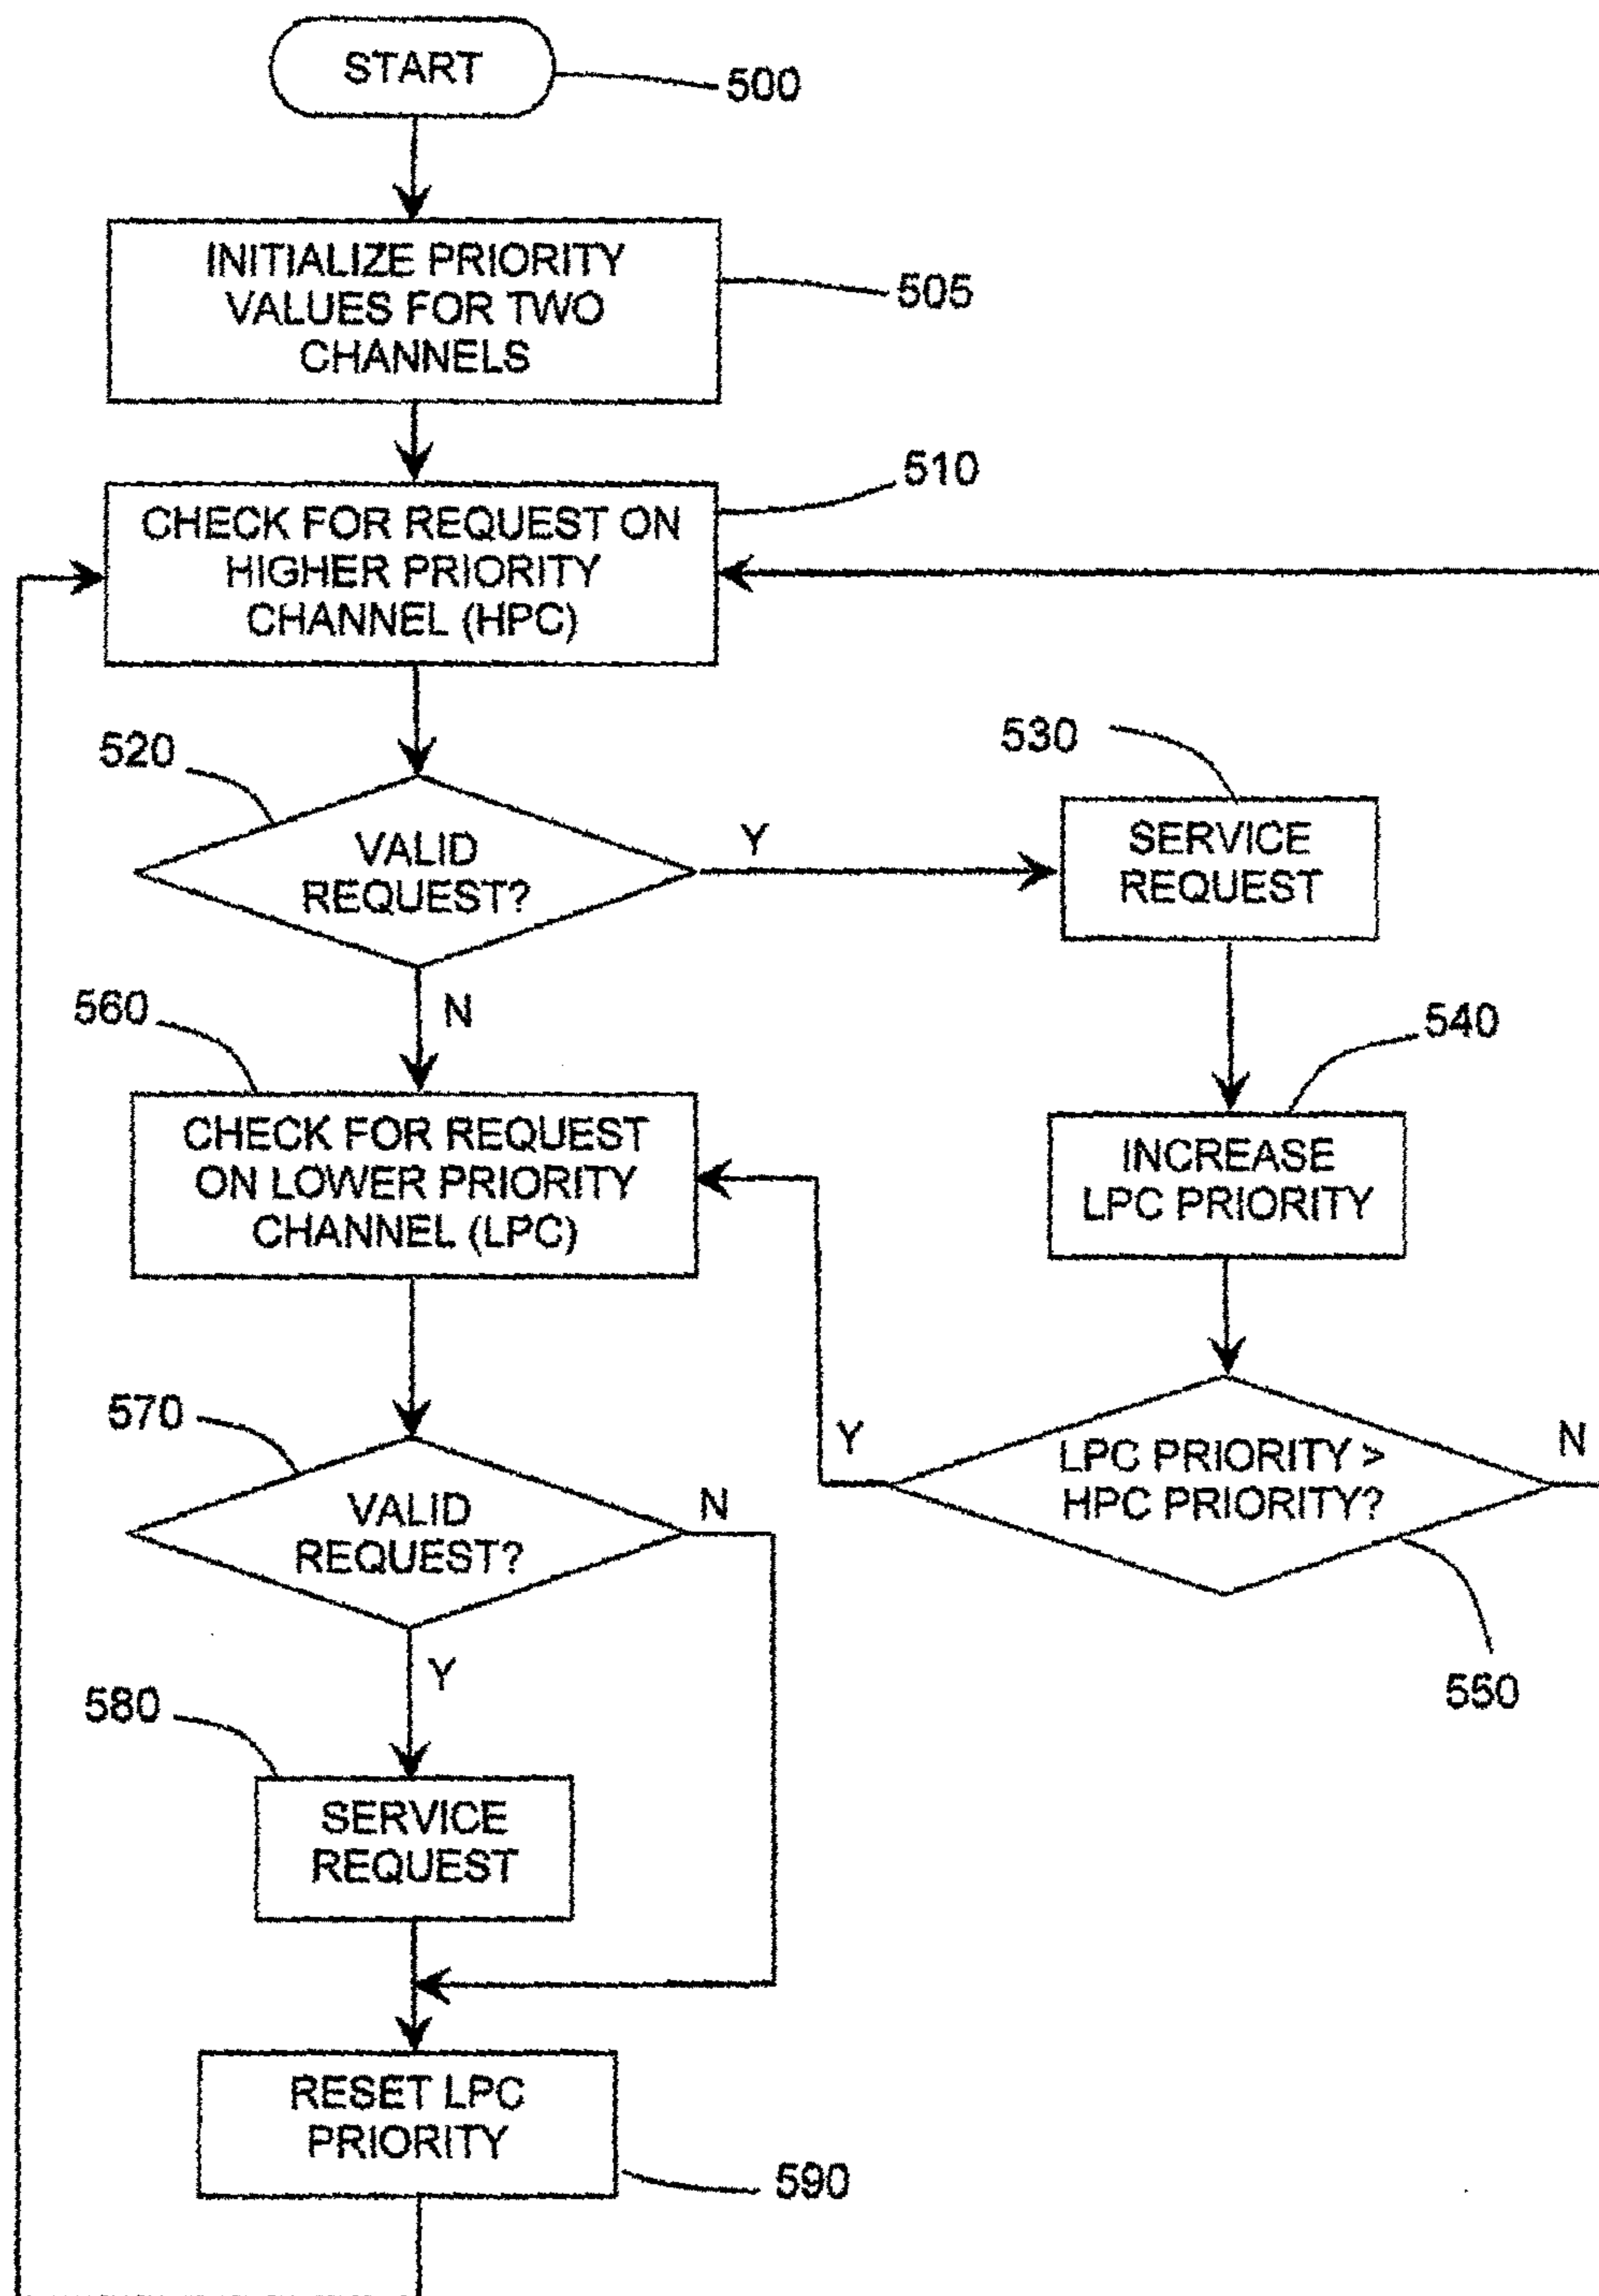 START
500
INITIALIZE PRIORITY
VALUES FOR TWO
CHANNELS
505
510
CHECK FOR REQUEST ON
HIGHER PRIORITY
CHANNEL (HPC)
520
VALID
REQUEST?
Y
N
530
SERVICE
REQUEST
540
INCREASE
LPC PRIORITY
560
CHECK FOR REQUEST
ON LOWER PRIORITY
CHANNEL (LPC)
LPC PRIORITY >
HPC PRIORITY?
Y
N
550
570
VALID
REQUEST?
N
Y
580
SERVICE
REQUEST
RESET LPC
PRIORITY
590